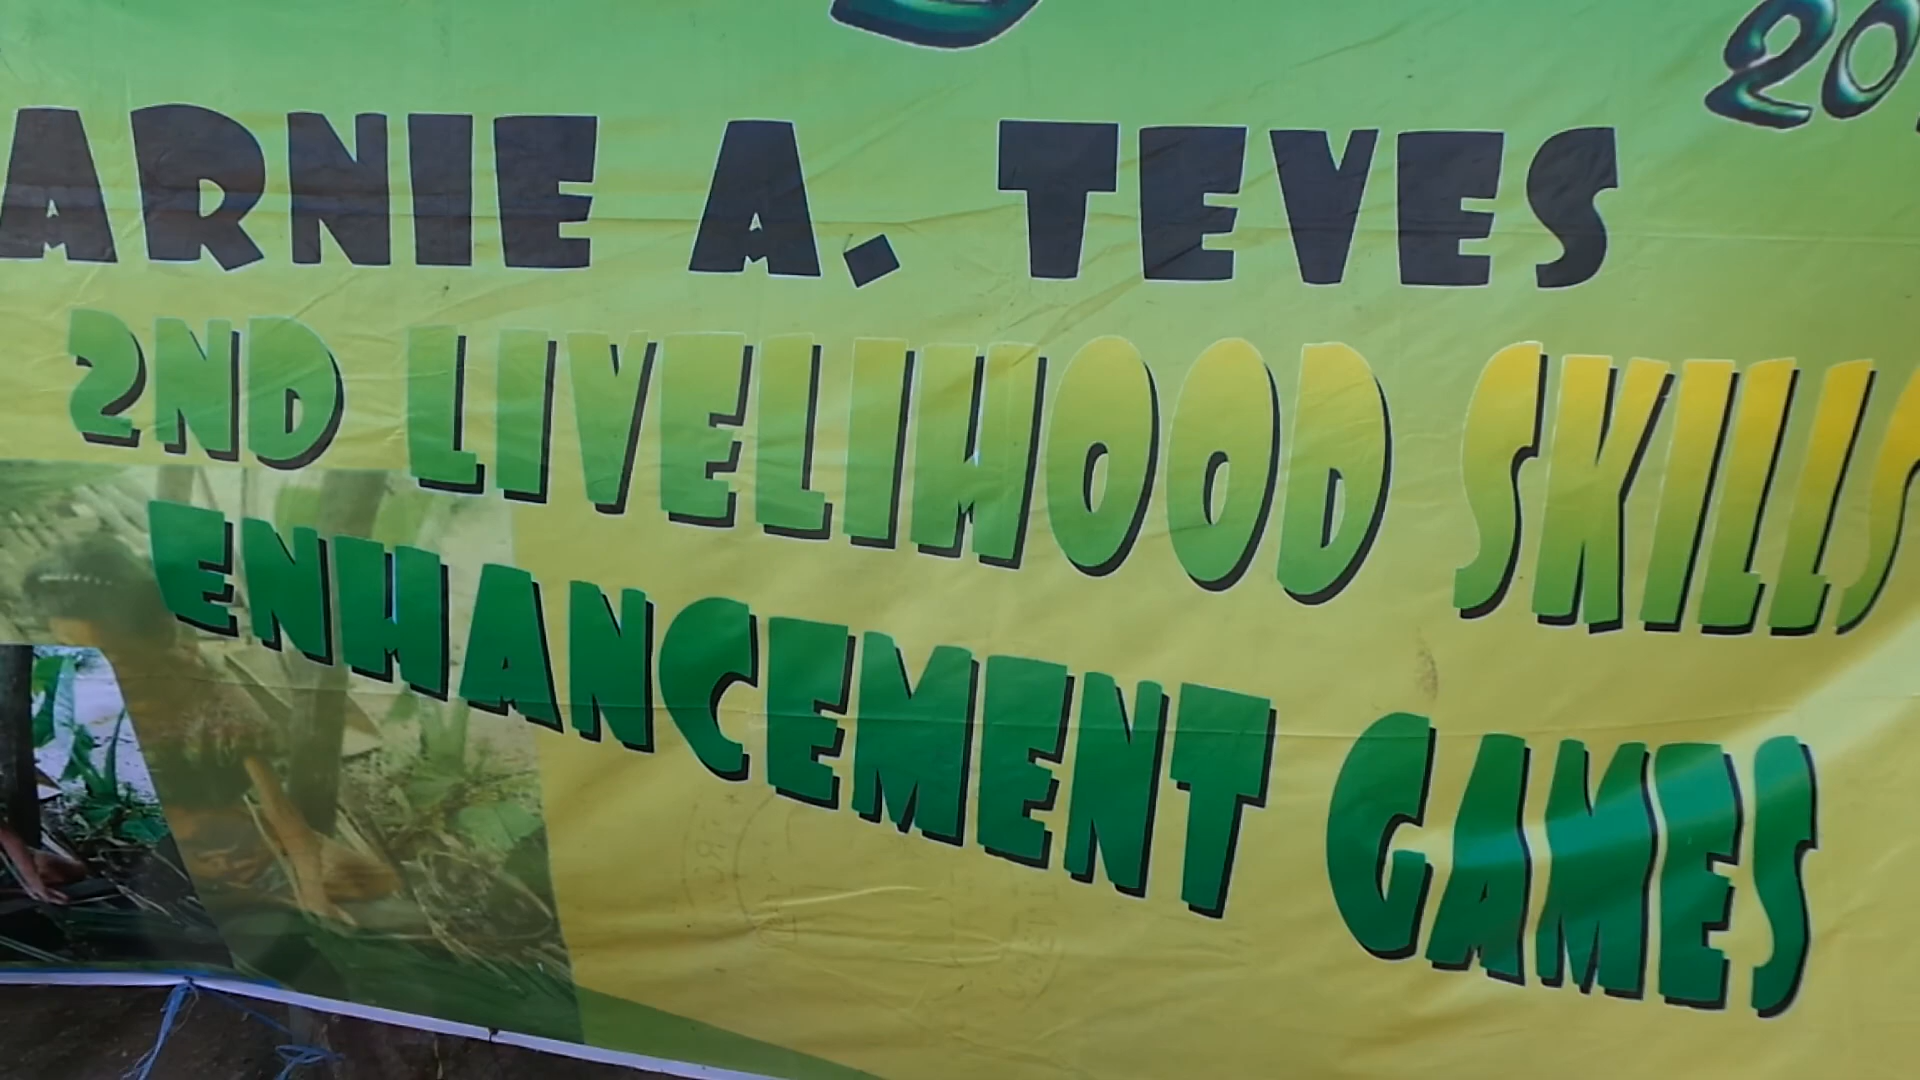 ARNIE A. TEVES
2ND LIVELIHOOD SKILLS
ENHANCEMENT GAMES